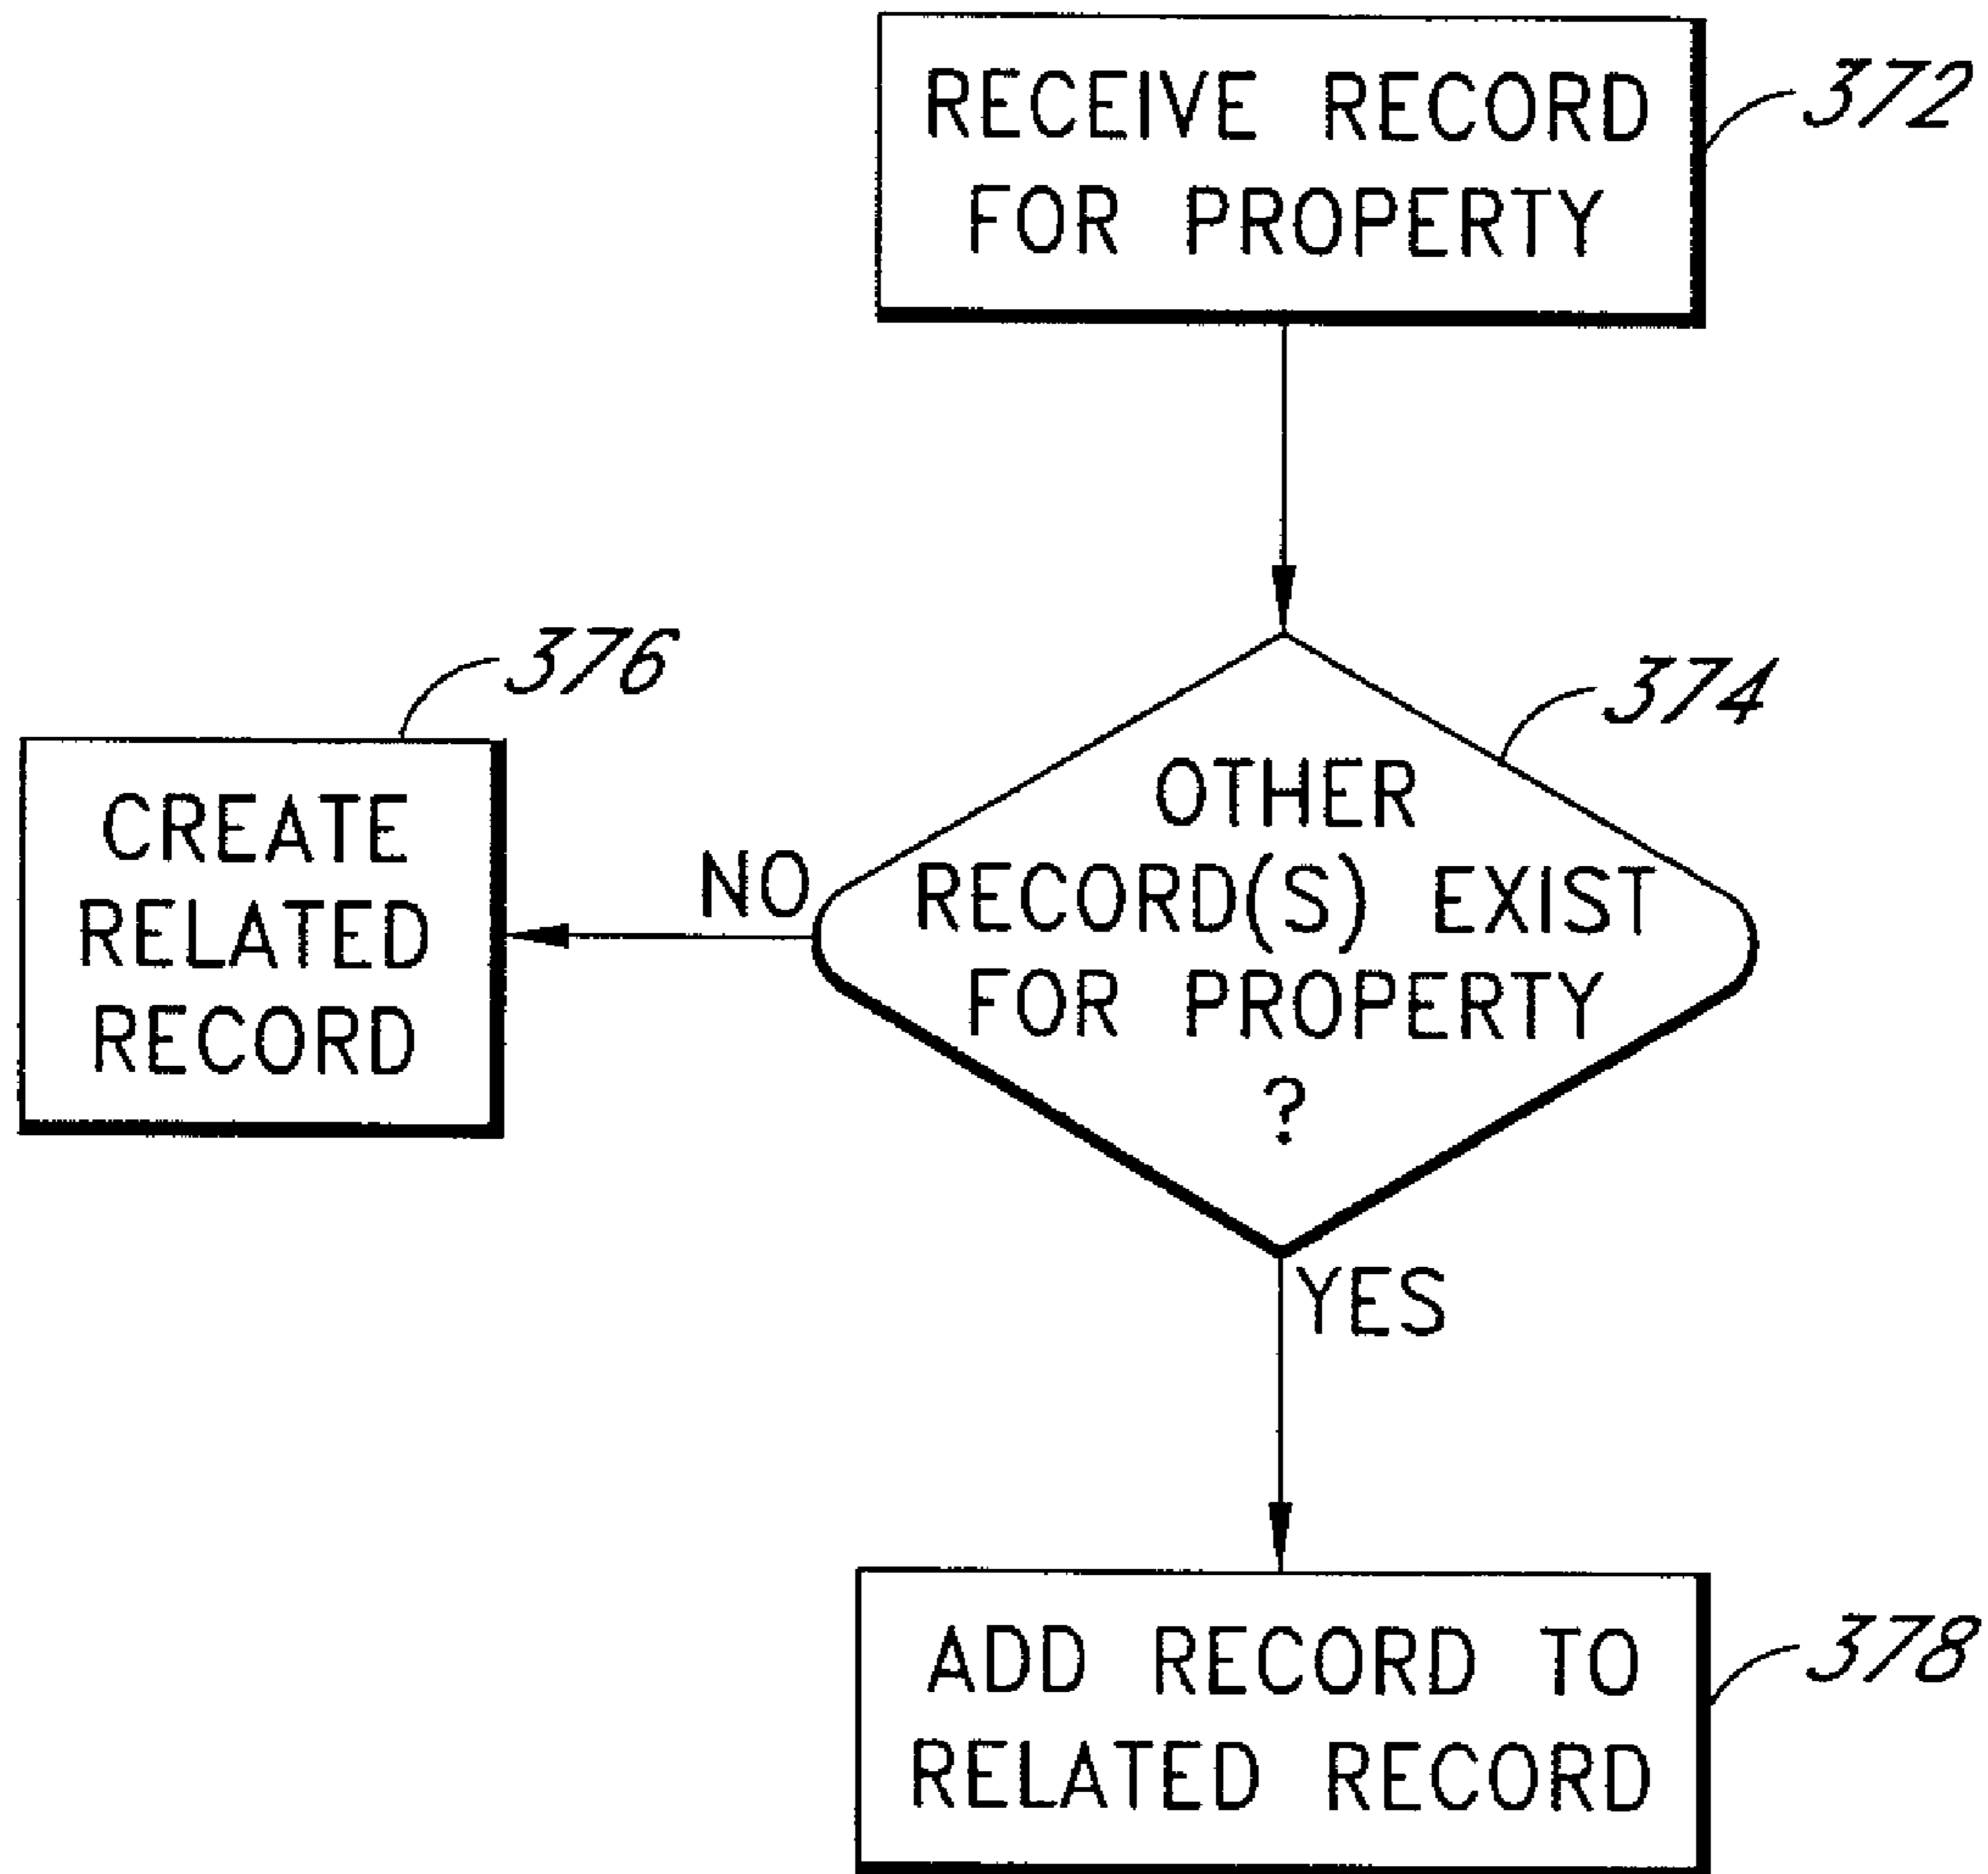 RECEIVE RECORD
FOR PROPERTY
372
376
374
OTHER
RECORD(S) EXIST
FOR PROPERTY
?
CREATE
RELATED
RECORD
NO
YES
ADD RECORD TO
RELATED RECORD
378